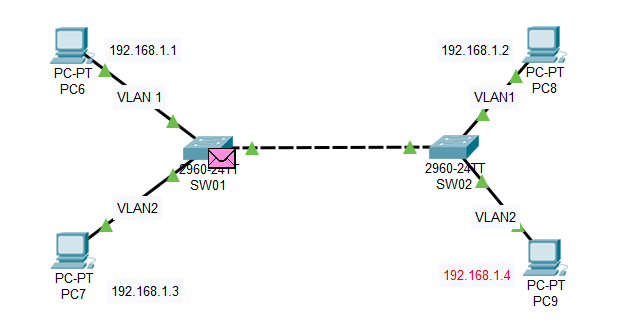 192.168.1.1
PC-PT
PC6
VLAN 1
192.168.1.2
PC-PT
PC8
VLAN1
2960-24TT
SW01
2960-24TT
SW02
VLAN2
PC-PT
PC7
192.168.1.3
VLAN2
192.168.1.4
PC-PT
PC9